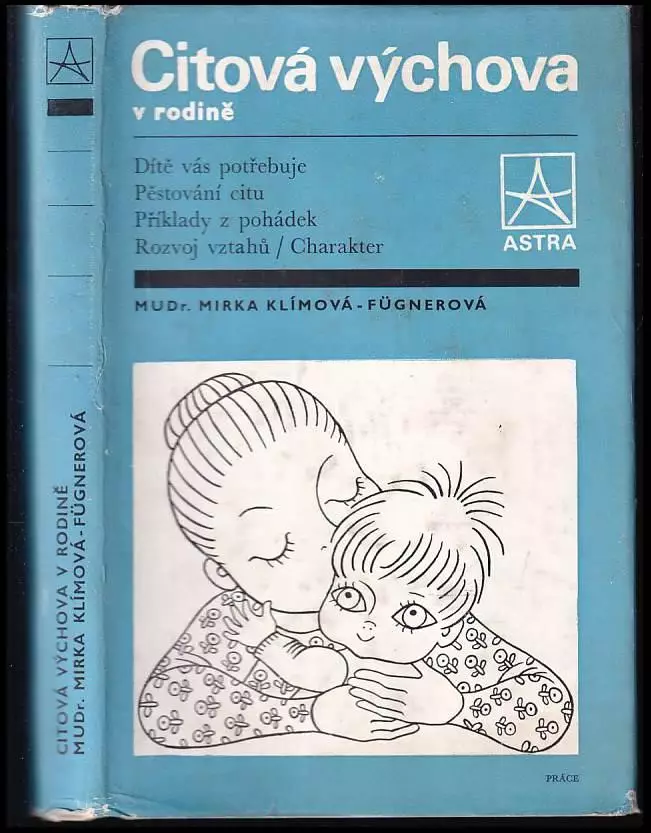 Citová výchova
v rodině
Dítě vás potřebuje
Pěstování citu
Příklady z pohádek
Rozvoj vztahů / Charakter
ASTRA
MUDr. MIRKA KLÍMOVÁ-FÜGNEROVÁ
PRÁCE
CITOVÁ VÝCHOVA V RODINĚ
MUDr. MIRKA KLÍMOVÁ-FÜGNEROVÁ